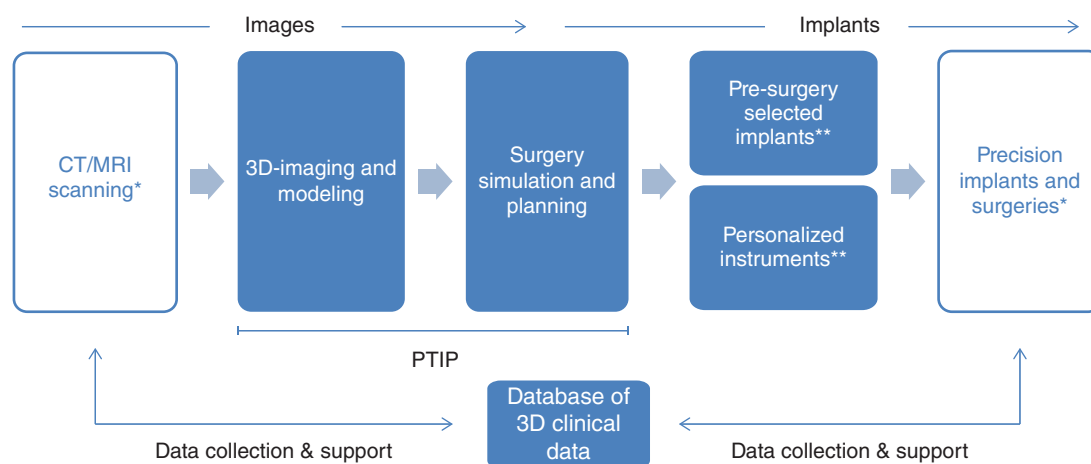 Images
Implants
CT/MRI
scanning*
3D-imaging and
modeling
Surgery
simulation and
planning
Pre-surgery
selected
implants**
Personalized
instruments**
Precision
implants and
surgeries*
PTIP
Database of
3D clinical
data
Data collection & support
Data collection & support